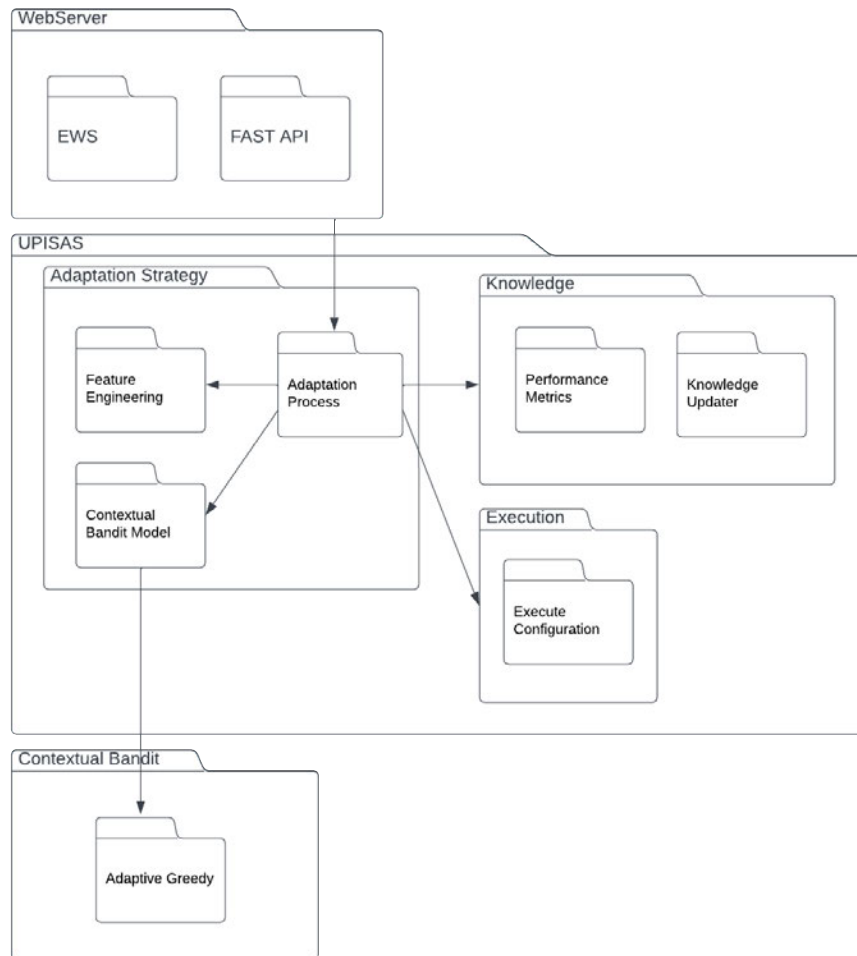 WebServer
EWS
FAST API
UPISAS
Adaptation Strategy
Knowledge
Feature
Engineering
Adaptation
Process
Performance
Metrics
Knowledge
Updater
Contextual
Bandit Model
Execution
Execute
Configuration
Contextual Bandit
Adaptive Greedy